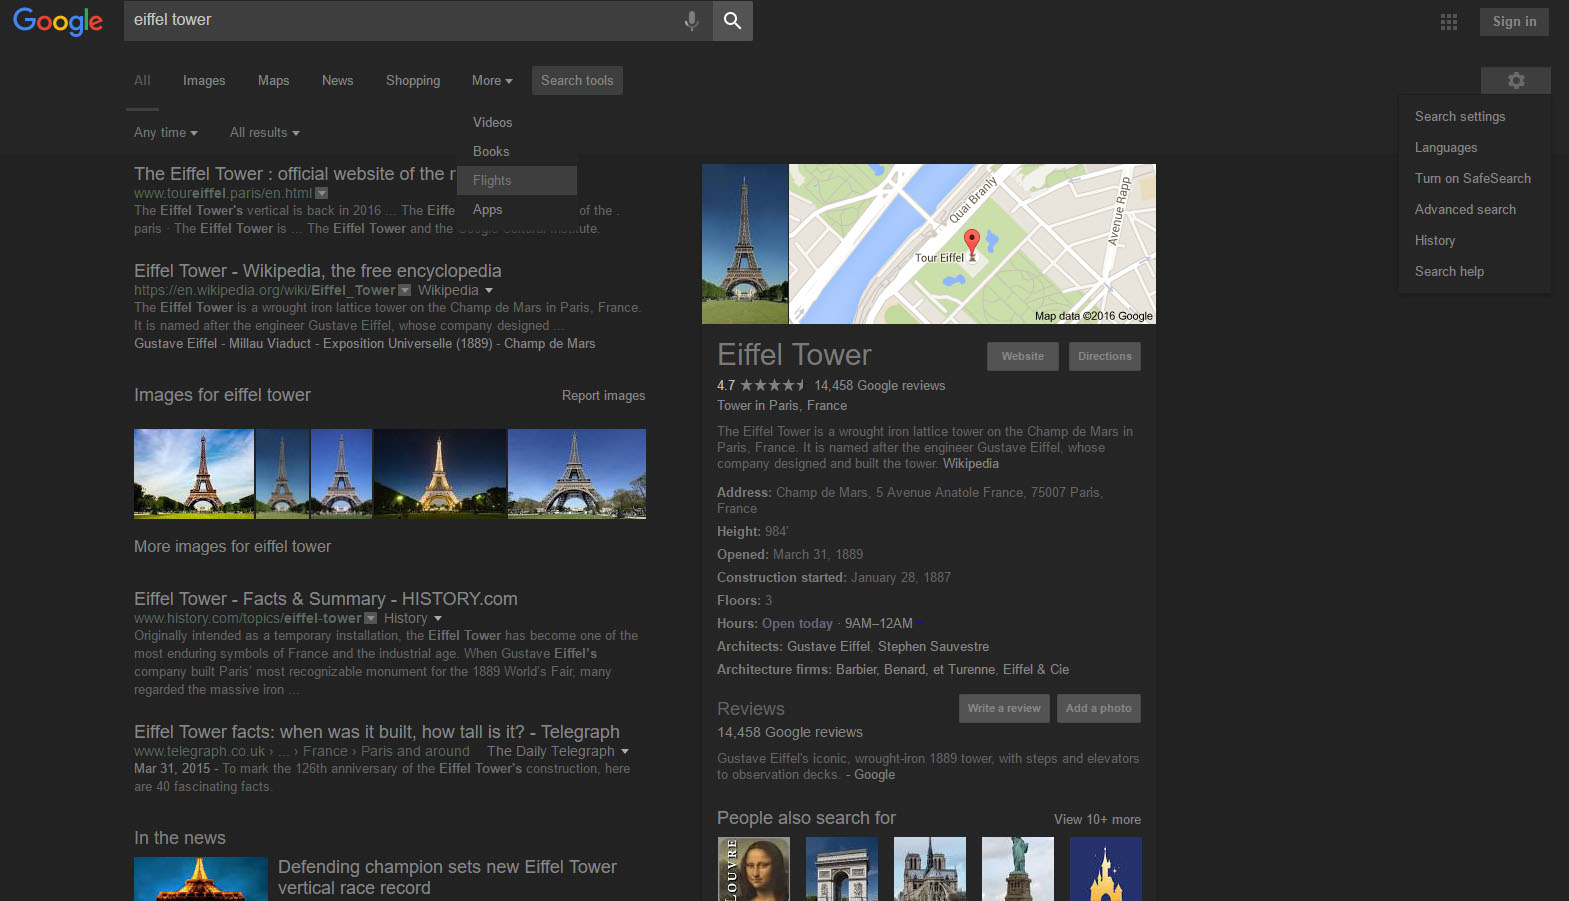 Google
eiffel tower
Sign in
All Images Maps News Shopping More Search tools
Any time All results
Videos
Books
Flights
Apps
Search settings
Languages
Turn on SafeSearch
Advanced search
History
Search help
The Eiffel Tower : official website of the r
www.toureiffel.paris/en.html
The Eiffel Tower's vertical is back in 2016 ... The Eiffe of the .
paris · The Eiffel Tower is ... The Eiffel Tower and the Google Cultural Institute.
Eiffel Tower - Wikipedia, the free encyclopedia
https://en.wikipedia.org/wiki/Eiffel_Tower Wikipedia
The Eiffel Tower is a wrought iron lattice tower on the Champ de Mars in Paris, France.
It is named after the engineer Gustave Eiffel, whose company designed ...
Gustave Eiffel - Millau Viaduct - Exposition Universelle (1889) - Champ de Mars
Images for eiffel tower Report images
More images for eiffel tower
Eiffel Tower - Facts & Summary - HISTORY.com
www.history.com/topics/eiffel-tower History
Originally intended as a temporary installation, the Eiffel Tower has become one of the
most enduring symbols of France and the industrial age. When Gustave Eiffel's
company built Paris' most recognizable monument for the 1889 World's Fair, many
regarded the massive iron ...
Eiffel Tower facts: when was it built, how tall is it? - Telegraph
www.telegraph.co.uk › ... › France › Paris and around The Daily Telegraph
Mar 31, 2015 - To mark the 126th anniversary of the Eiffel Tower's construction, here
are 40 fascinating facts.
In the news
Defending champion sets new Eiffel Tower
vertical race record
Quai Branly
Avenue Rapp
Tour Eiffel
Map data ©2016 Google
Eiffel Tower
Website Directions
4.7 14,458 Google reviews
Tower in Paris, France
The Eiffel Tower is a wrought iron lattice tower on the Champ de Mars in
Paris, France. It is named after the engineer Gustave Eiffel, whose
company designed and built the tower. Wikipedia
Address: Champ de Mars, 5 Avenue Anatole France, 75007 Paris,
France
Height: 984′
Opened: March 31, 1889
Construction started: January 28, 1887
Floors: 3
Hours: Open today · 9AM–12AM
Architects: Gustave Eiffel, Stephen Sauvestre
Architecture firms: Barbier, Benard, et Turenne, Eiffel & Cie
Reviews Write a review Add a photo
14,458 Google reviews
Gustave Eiffel's iconic, wrought-iron 1889 tower, with steps and elevators
to observation decks. - Google
People also search for View 10+ more
LOUVRE